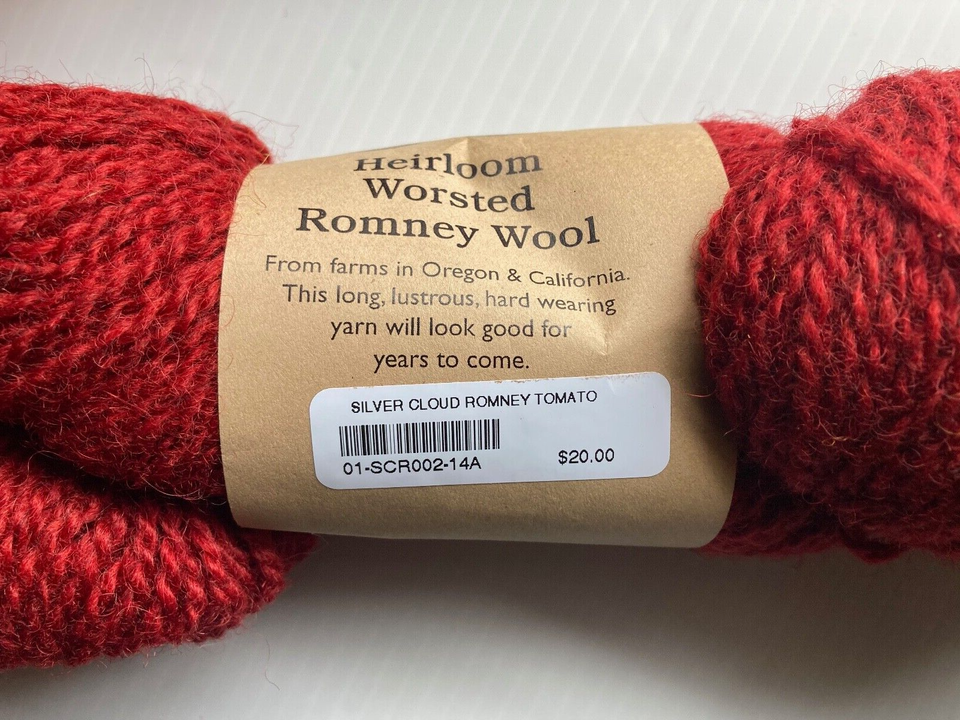 Heirloom
Worsted
Romney Wool
From farms in Oregon & California.
This long, lustrous, hard wearing
yarn will look good for
years to come.
SILVER CLOUD ROMNEY TOMATO
01-SCR002-14A
$20.00